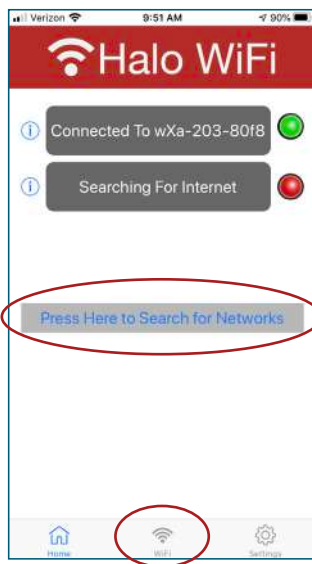 Verizon 9:51 AM 90%
Halo WiFi
Connected To wXa-203-80f8
Searching For Internet
Press Here to Search for Networks
Home WiFi Settings